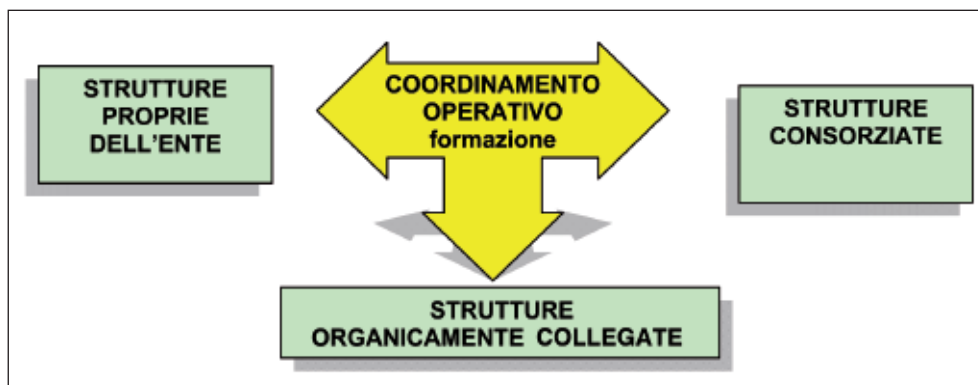 STRUTTURE
PROPRIE
DELL'ENTE
COORDINAMENTO
OPERATIVO
formazione
STRUTTURE
CONSORZIATE
STRUTTURE
ORGANICAMENTE COLLEGATE